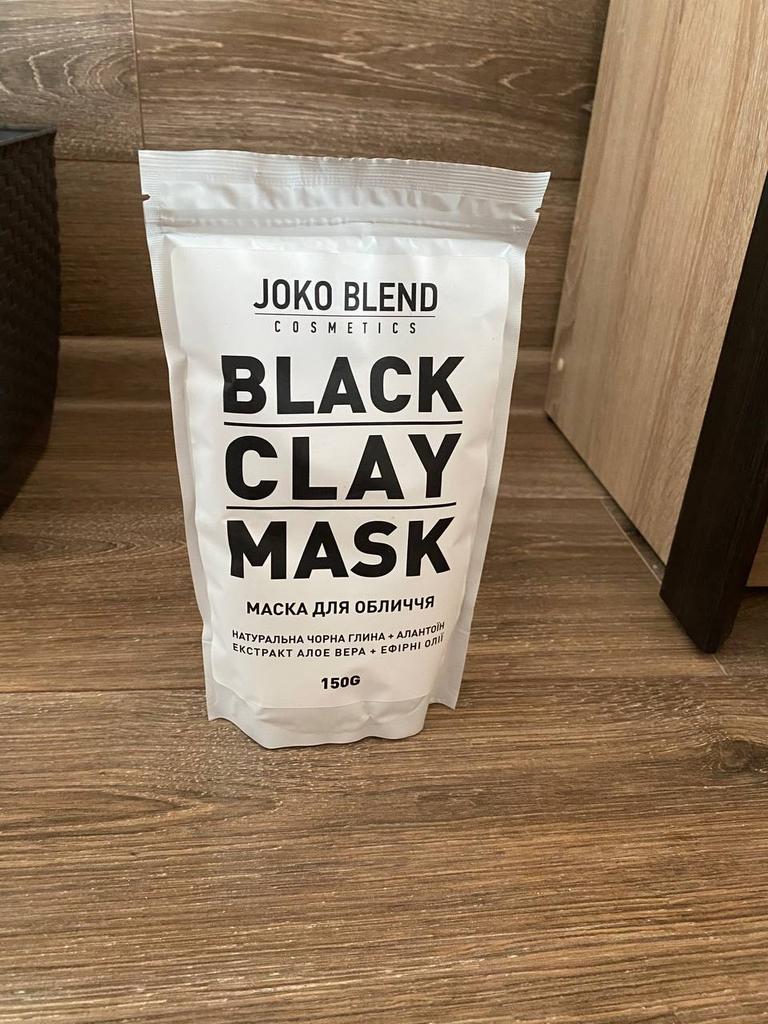 JOKO BLEND
COSMETICS
BLACK
CLAY
MASK
МАСКА ДЛЯ ОБЛИЧЧЯ
НАТУРАЛЬНА ЧОРНА ГЛИНА + АЛАНТОЇН
ЕКСТРАКТ АЛОЕ ВЕРА + ЕФІРНІ ОЛІЇ
150G